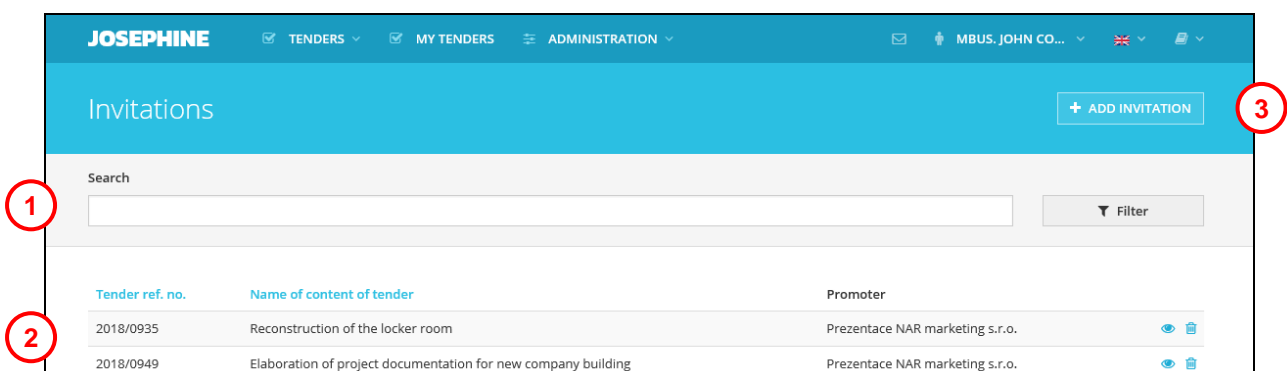 JOSEPHINE TENDERS MY TENDERS ADMINISTRATION MBUS. JOHN CO...
Invitations
+ ADD INVITATION
3
Search
1
Filter
Tender ref. no. Name of content of tender Promoter
2
2018/0935 Reconstruction of the locker room Prezentace NAR marketing s.r.o.
2018/0949 Elaboration of project documentation for new company building Prezentace NAR marketing s.r.o.